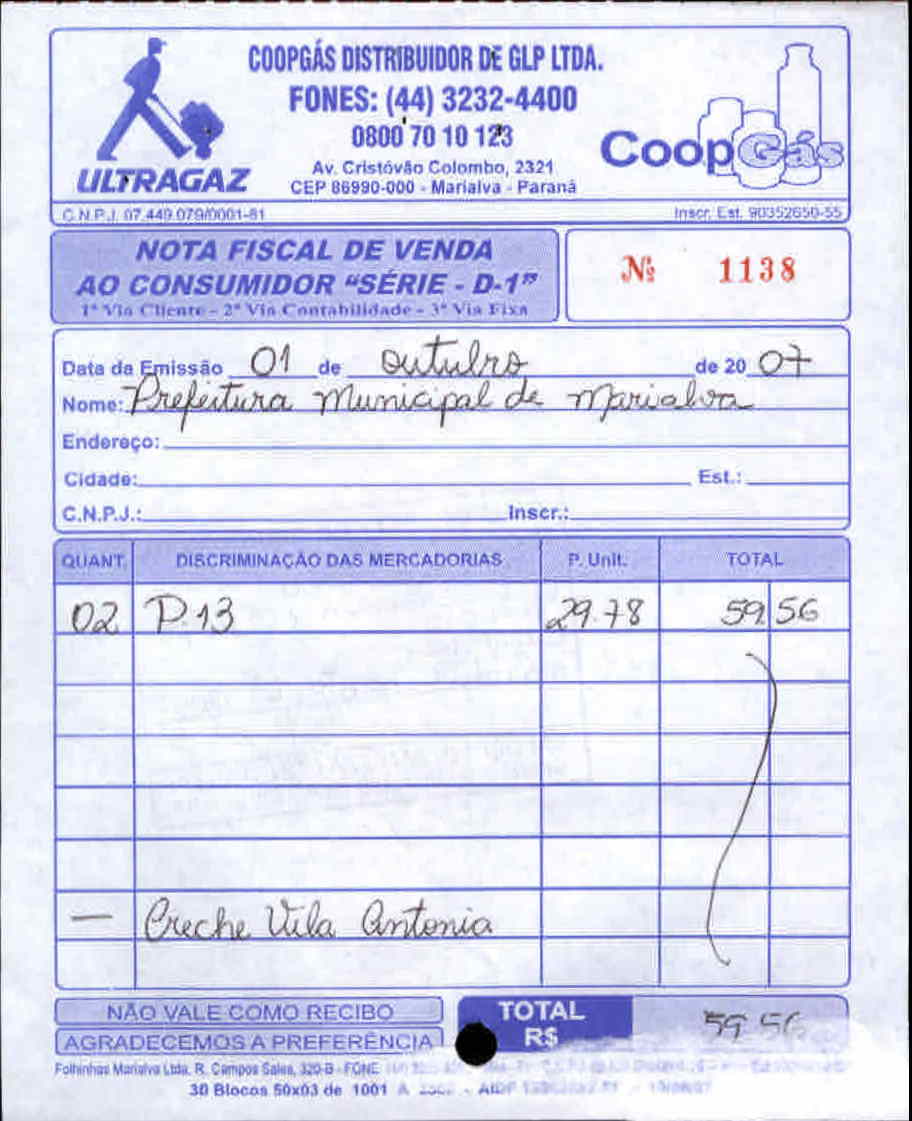 COOPGÁS DISTRIBUIDOR DE GLP LTDA.
FONES: (44) 3232-4400
0800 70 10 123
Av. Cristóvão Colombo, 2321
CEP 86990-000 - Marialva - Paraná
ULTRAGAZ
CoopGás
C.N.P.J. 07.449.079/0001-81
Inscr. Est. 90352650-55
NOTA FISCAL DE VENDA
AO CONSUMIDOR “SÉRIE - D-1”
1ª Via Cliente - 2ª Via Contabilidade - 3ª Via Fixa
Nº 1138
Data da Emissão 01 de outubro de 2007
Nome: Prefeitura Municipal de Marialva
Endereço:
Cidade: Est.:
C.N.P.J.: Inscr.:
QUANT. DISCRIMINAÇÃO DAS MERCADORIAS P. Unit. TOTAL
02 P.13 29.78 59.56
— Creche Vila Antonia
NÃO VALE COMO RECIBO
AGRADECEMOS A PREFERÊNCIA
TOTAL R$ 59.56
Folhinhas Marialva Ltda. R. Campos Sales, 320-B - FONE
30 Blocos 50x03 de 1001 A - AIDF